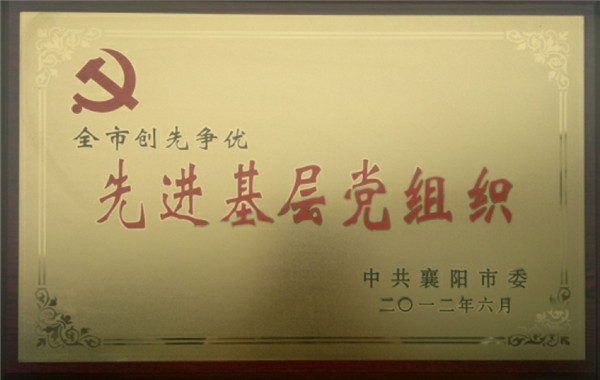 全市创先争优
先进基层党组织
中共襄阳市委
二〇一二年六月